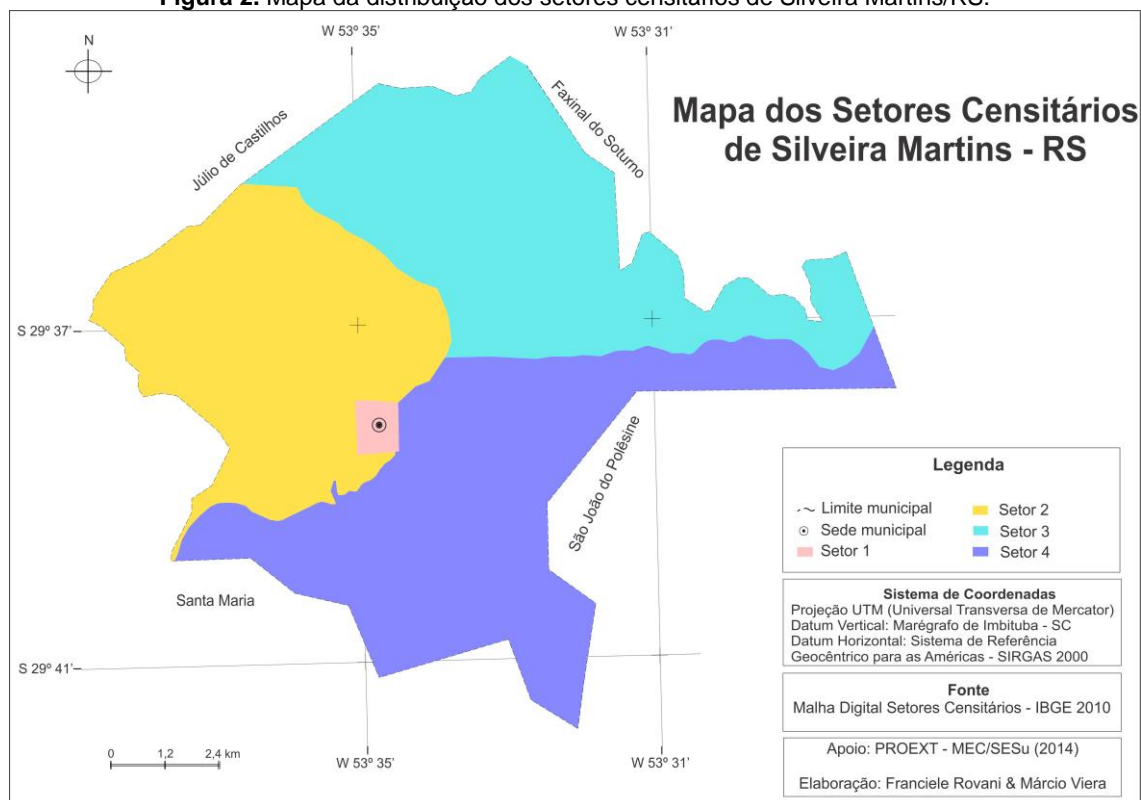 Figura 2. Mapa da distribuição dos setores censitários de Silveira Martins/RS.
W 53º 35’
W 53º 31’
N
Mapa dos Setores Censitários
de Silveira Martins - RS
Júlio de Castilhos
Faxinal do Soturno
S 29º 37’
São João do Polêsine
Santa Maria
S 29º 41’
Legenda
Limite municipal
Sede municipal
Setor 1
Setor 2
Setor 3
Setor 4
Sistema de Coordenadas
Projeção UTM (Universal Transversa de Mercator)
Datum Vertical: Marégrafo de Imbituba - SC
Datum Horizontal: Sistema de Referência
Geocêntrico para as Américas - SIRGAS 2000
Fonte
Malha Digital Setores Censitários - IBGE 2010
Apoio: PROEXT - MEC/SESu (2014)
Elaboração: Franciele Rovani & Márcio Viera
0 1,2 2,4 km
W 53º 35’
W 53º 31’